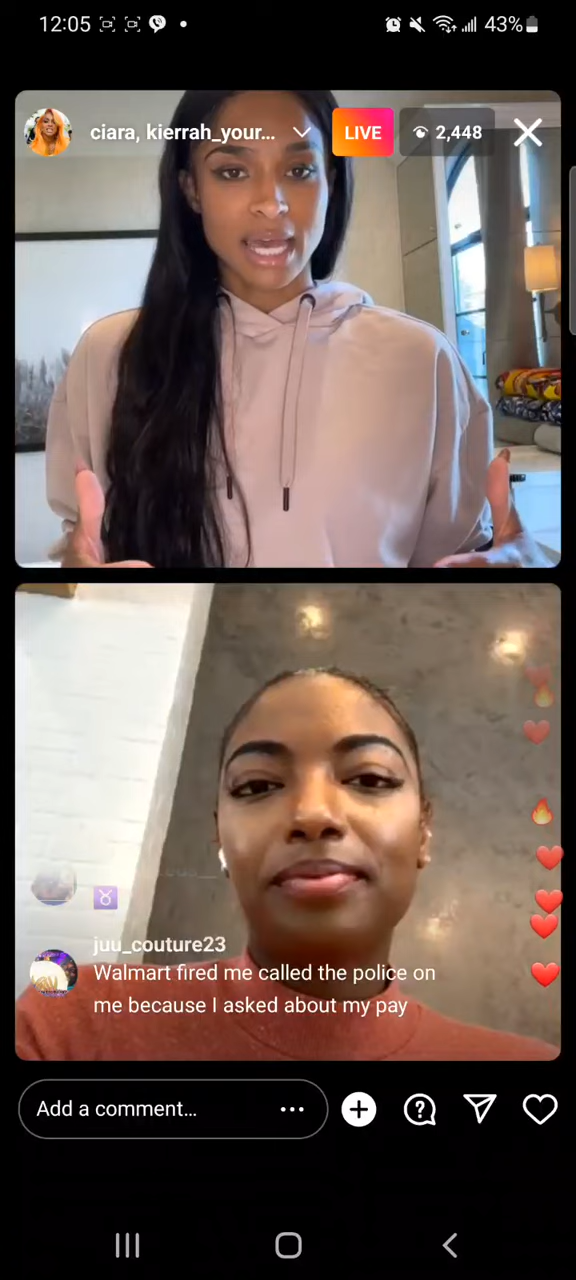 12:05
43%
ciara, kierrah_your...
LIVE
2,448
juu_couture23
Walmart fired me called the police on
me because I asked about my pay
Add a comment...